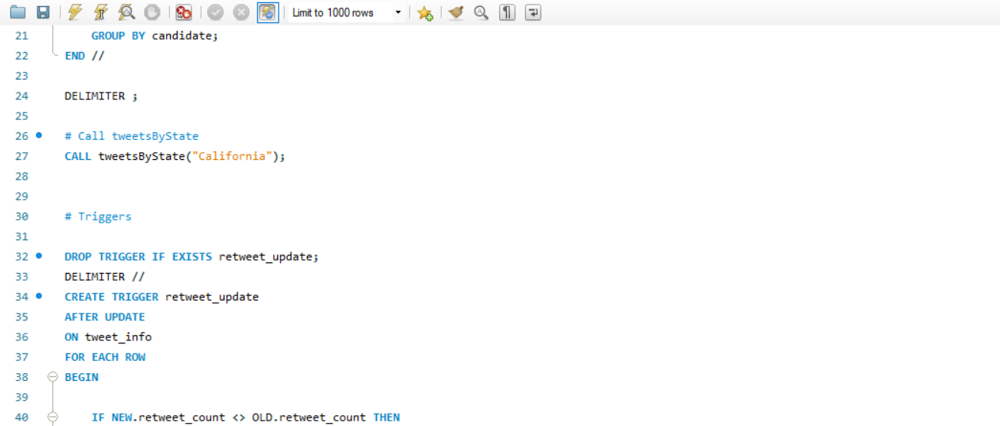 Limit to 1000 rows
21 GROUP BY candidate;
22 END //
23
24 DELIMITER ;
25
26 # Call tweetsByState
27 CALL tweetsByState("California");
28
29
30 # Triggers
31
32 DROP TRIGGER IF EXISTS retweet_update;
33 DELIMITER //
34 CREATE TRIGGER retweet_update
35 AFTER UPDATE
36 ON tweet_info
37 FOR EACH ROW
38 BEGIN
39
40 IF NEW.retweet_count <> OLD.retweet_count THEN